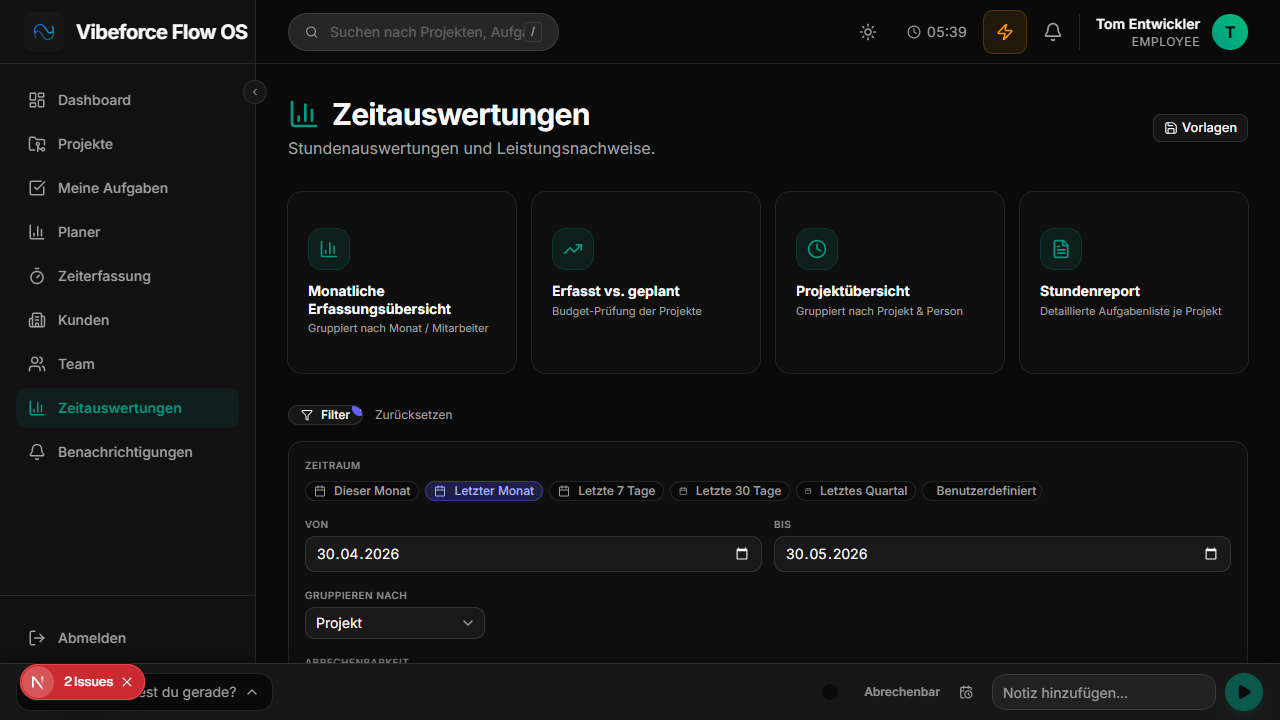 Vibeforce Flow OS
Suchen nach Projekten, Aufga /
05:39
Tom Entwickler
EMPLOYEE
T
Dashboard
Projekte
Meine Aufgaben
Planer
Zeiterfassung
Kunden
Team
Zeitauswertungen
Benachrichtigungen
Abmelden
Zeitauswertungen
Stundenauswertungen und Leistungsnachweise.
Vorlagen
Monatliche
Erfassungsübersicht
Gruppiert nach Monat / Mitarbeiter
Erfasst vs. geplant
Budget-Prüfung der Projekte
Projektübersicht
Gruppiert nach Projekt & Person
Stundenreport
Detaillierte Aufgabenliste je Projekt
Filter
Zurücksetzen
ZEITRAUM
Dieser Monat
Letzter Monat
Letzte 7 Tage
Letzte 30 Tage
Letztes Quartal
Benutzerdefiniert
VON
BIS
30.04.2026
30.05.2026
GRUPPIEREN NACH
Projekt
ABRECHENBARKEIT
N 2 Issues
est du gerade?
Abrechenbar
Notiz hinzufügen...